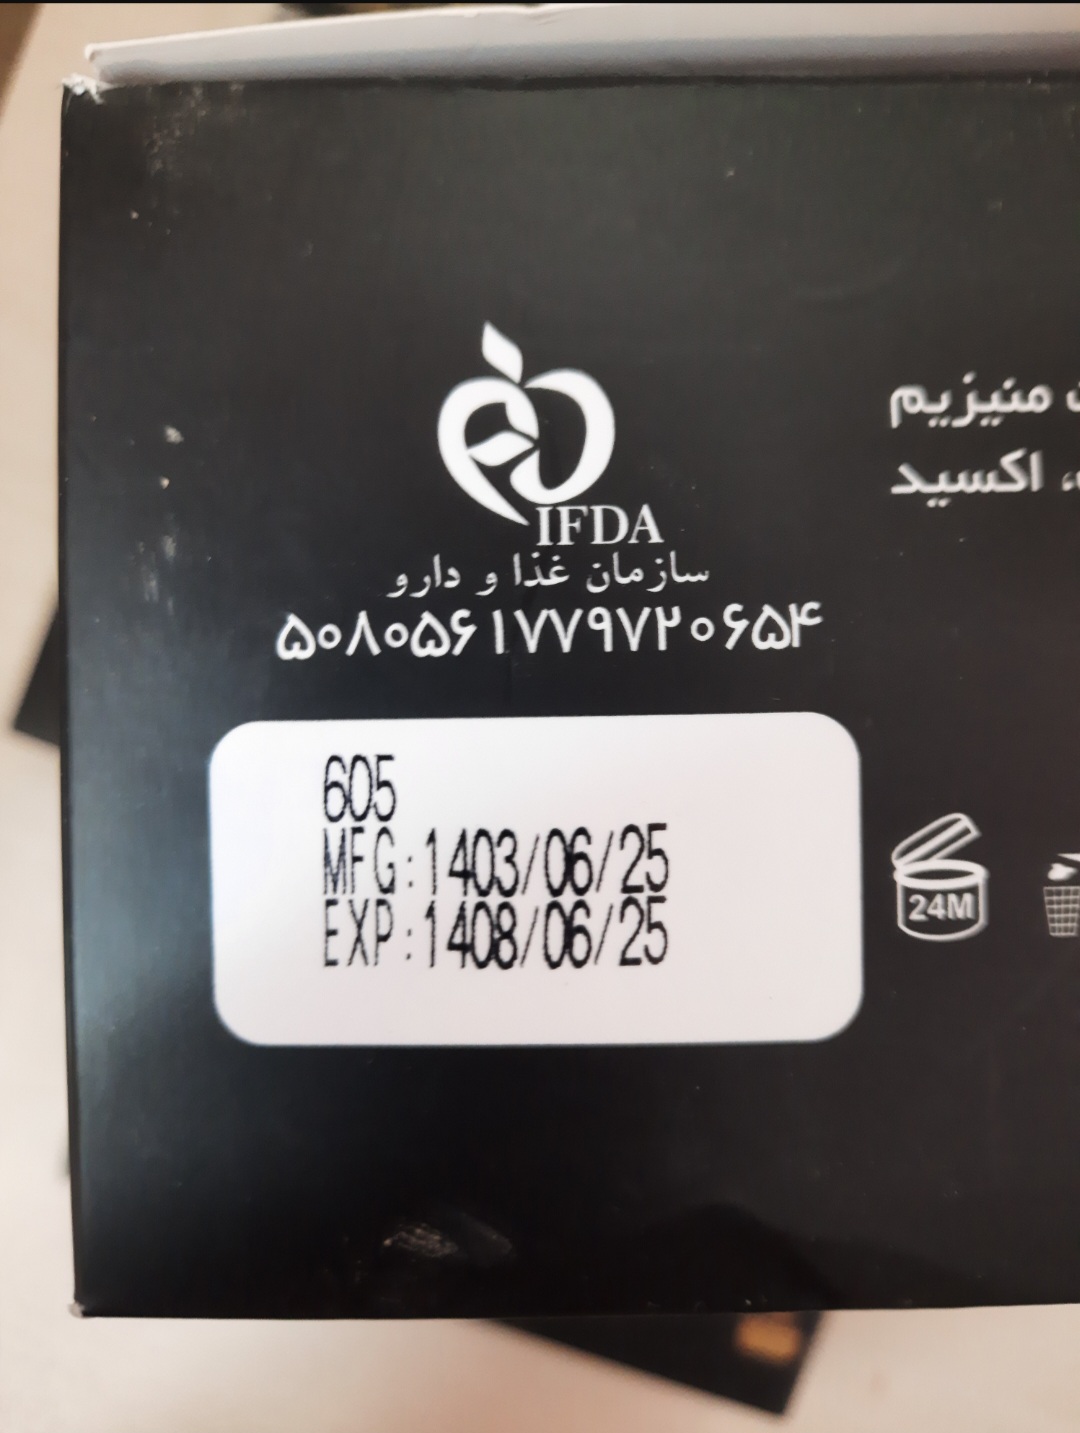 منیزیم
، اکسید
IFDA
سازمان غذا و دارو
۵۰۸۰۵۶۱۷۷۹۷۲۰۶۵۴
605
MFG:1403/06/25
EXP:1408/06/25
24M